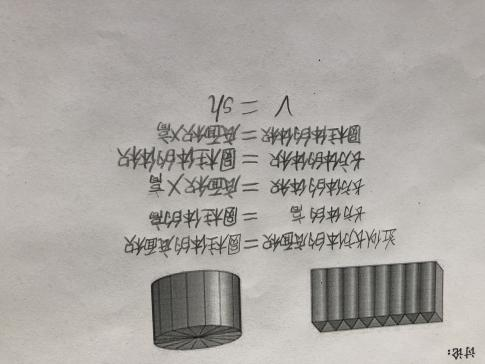 讨论:
近似长方体的底面积=圆柱体的底面积
长方体的高=圆柱体的高
长方体的体积=底面积×高
长方体的体积=圆柱体的体积
圆柱体的体积=底面积×高
V=sh